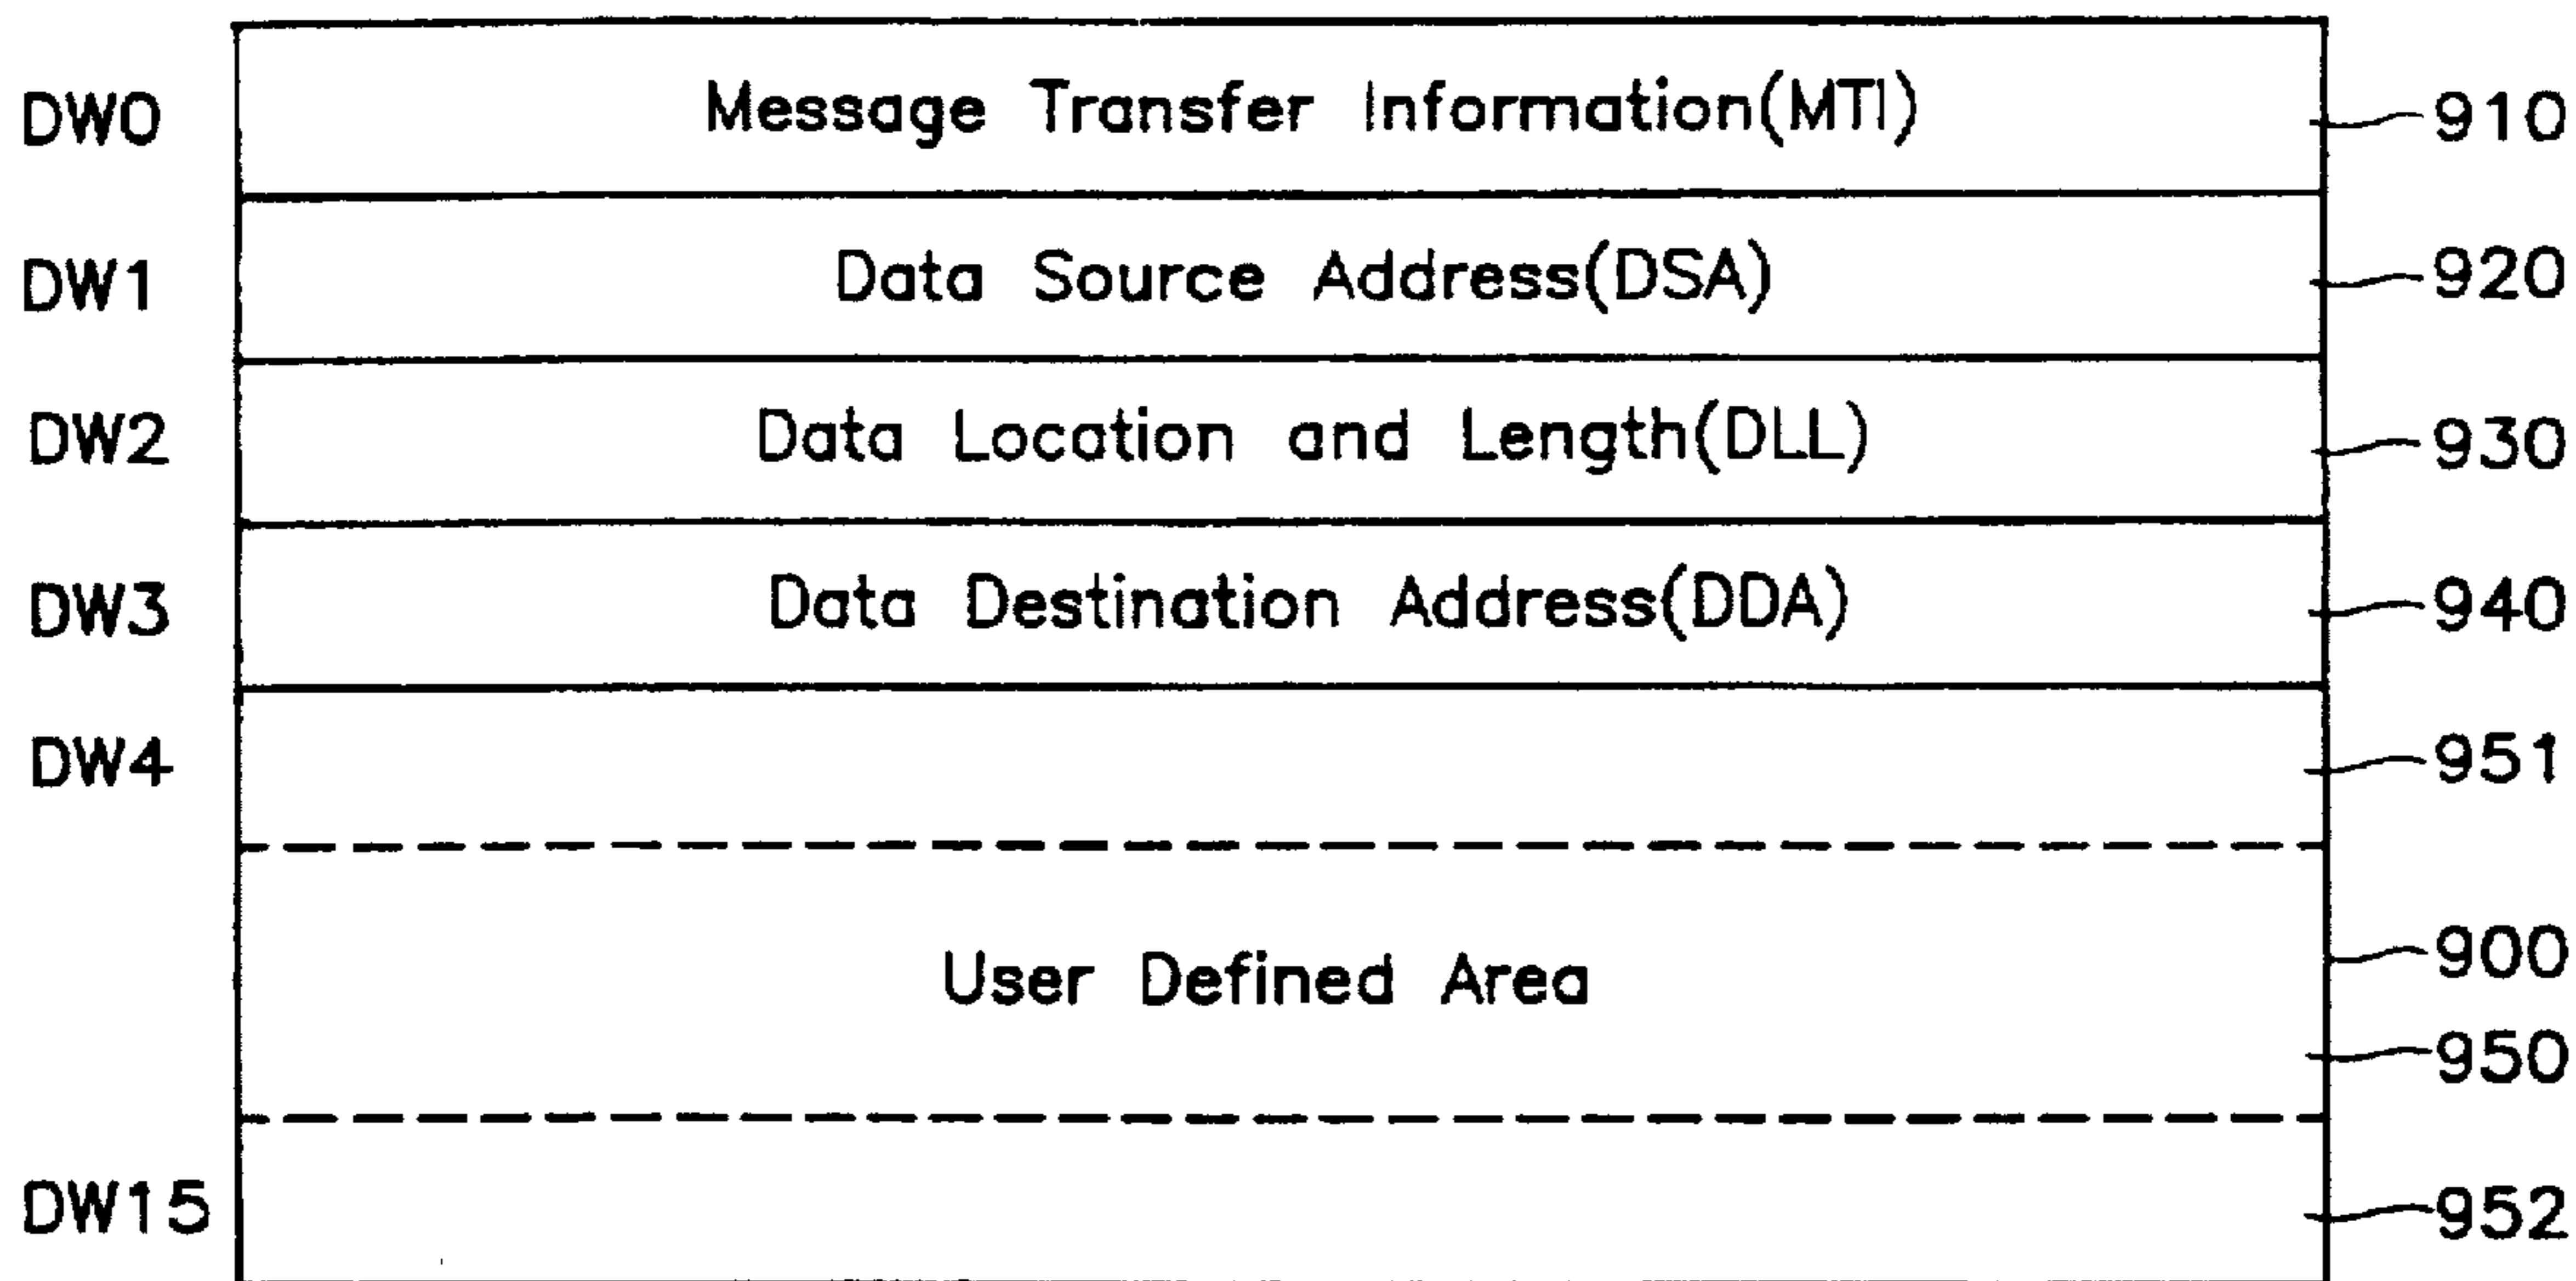 DW0 Message Transfer Information(MTI) 910
DW1 Data Source Address(DSA) 920
DW2 Data Location and Length(DLL) 930
DW3 Data Destination Address(DDA) 940
DW4 951
900
User Defined Area
950
DW15 952